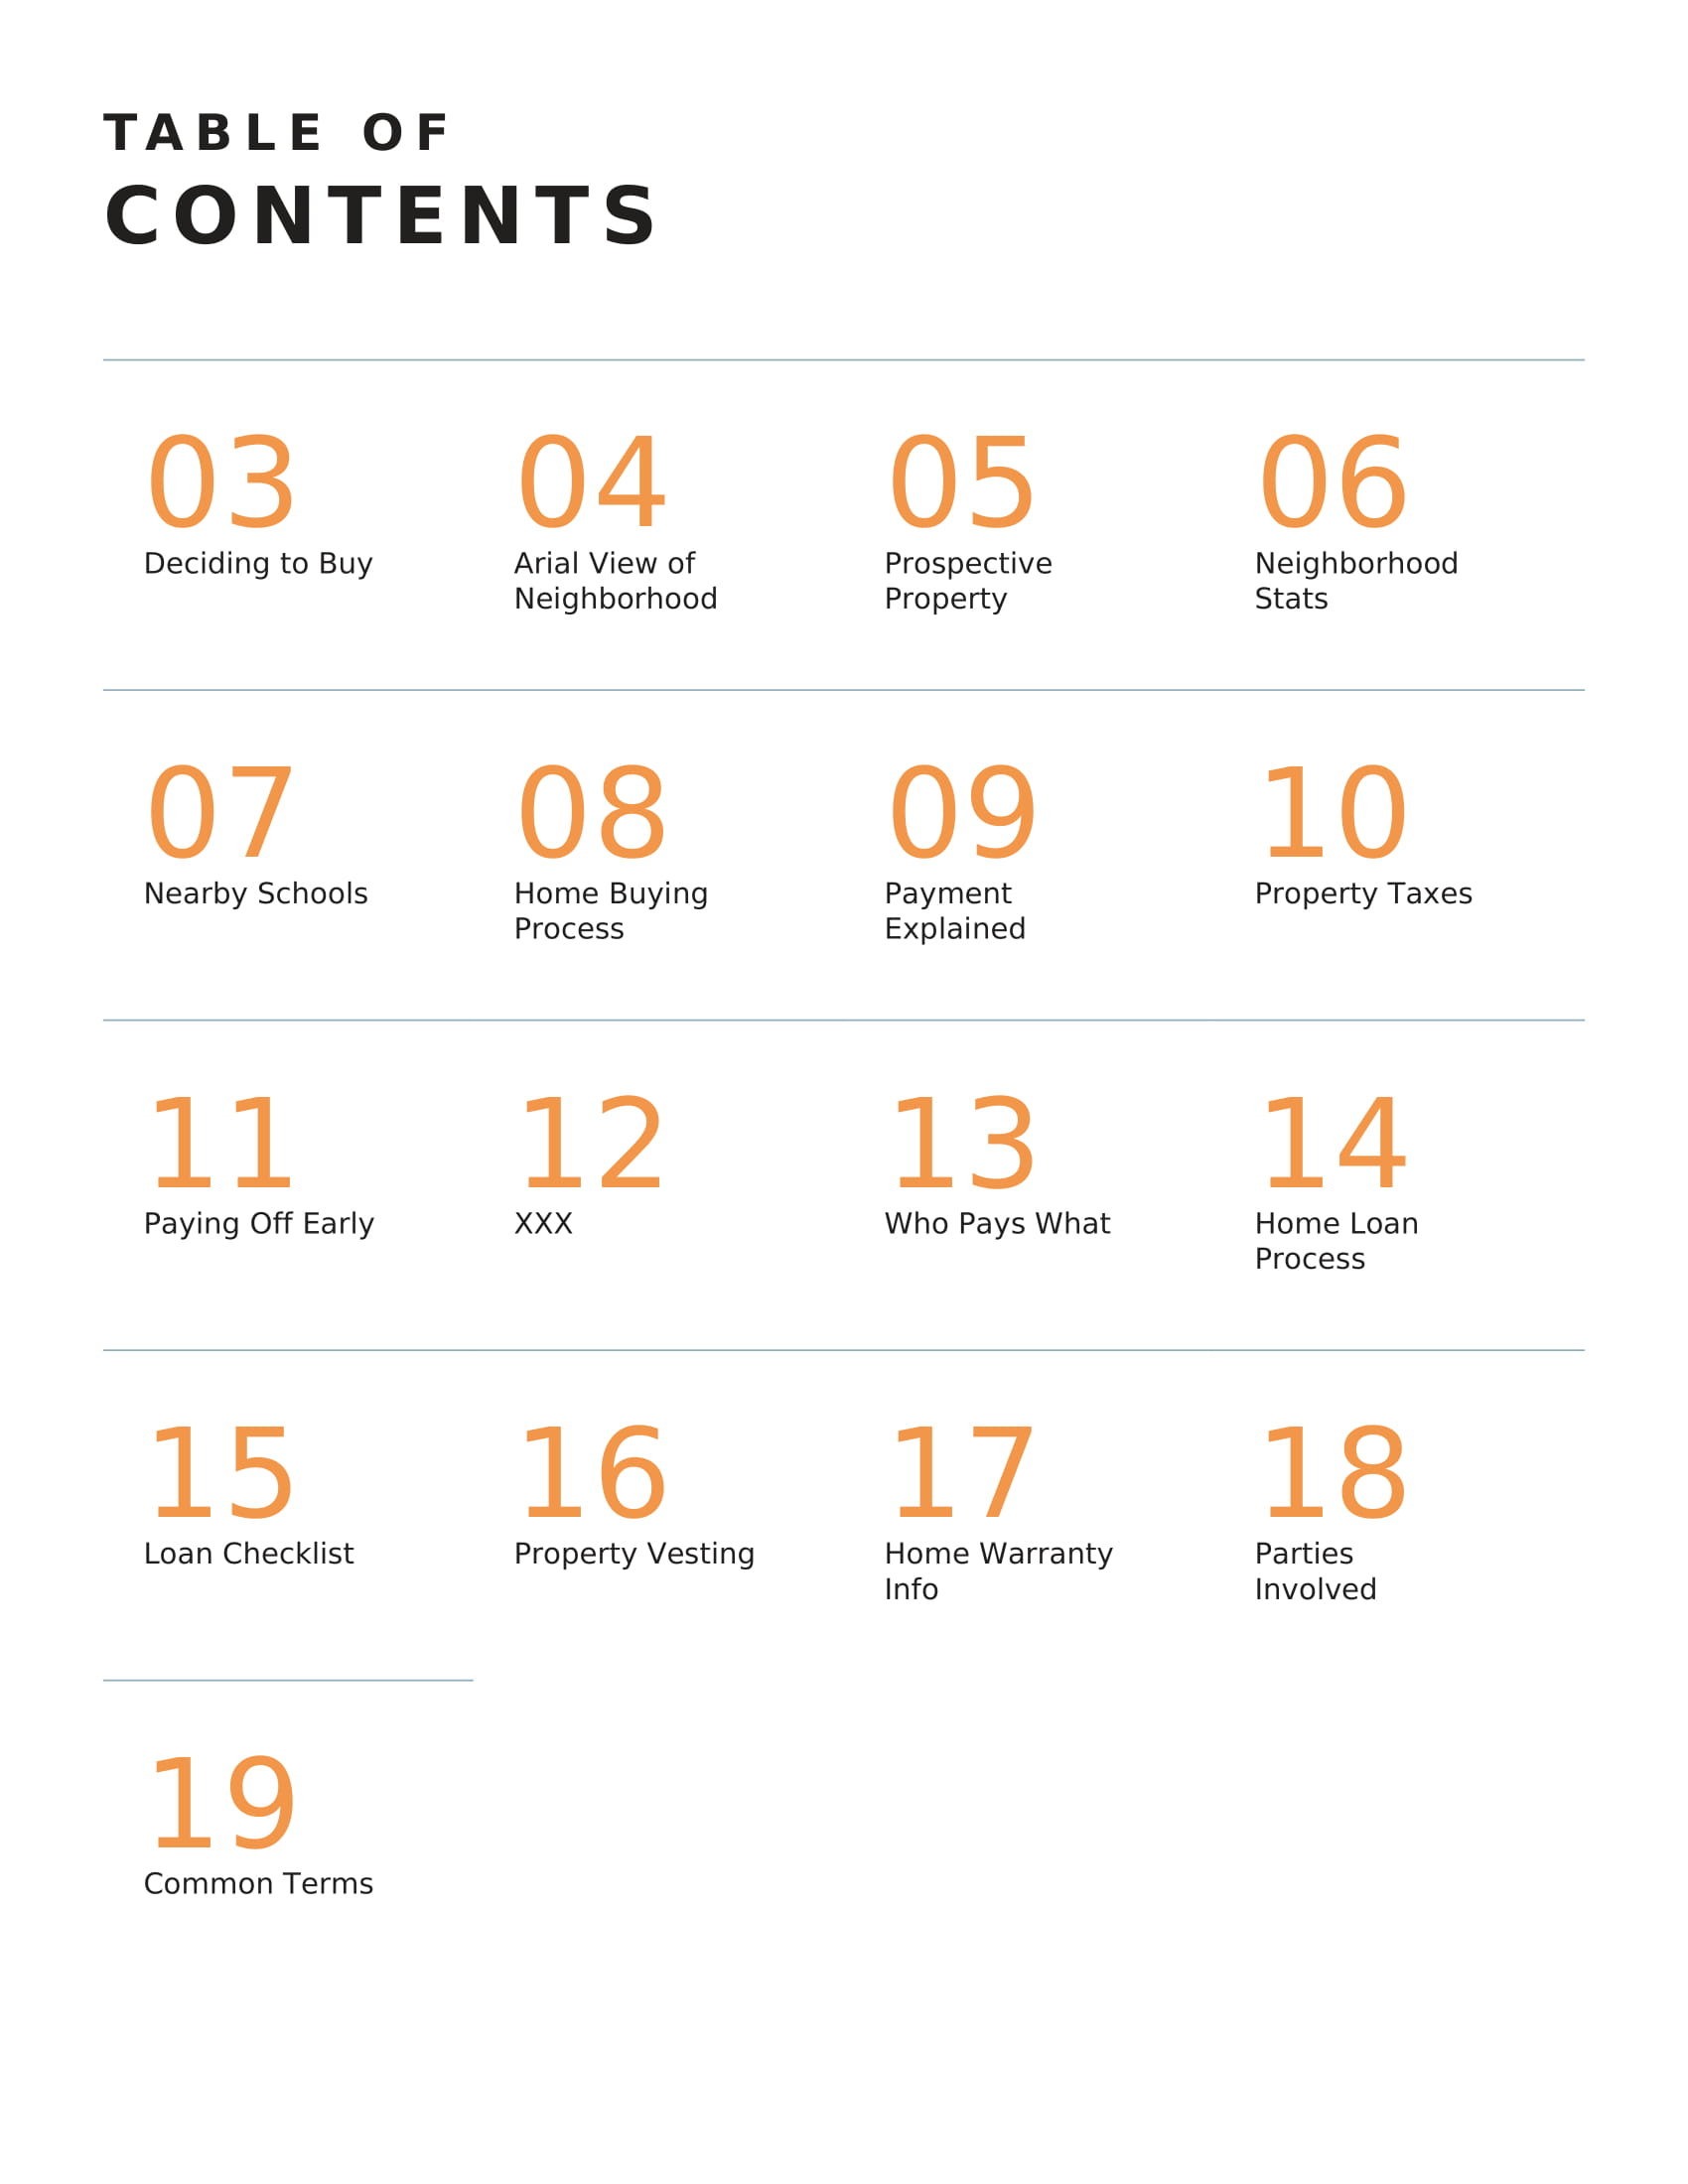 TABLE OF
CONTENTS
03
Deciding to Buy
04
Arial View of
Neighborhood
05
Prospective
Property
06
Neighborhood
Stats
07
Nearby Schools
08
Home Buying
Process
09
Payment
Explained
10
Property Taxes
11
Paying Off Early
12
XXX
13
Who Pays What
14
Home Loan
Process
15
Loan Checklist
16
Property Vesting
17
Home Warranty
Info
18
Parties
Involved
19
Common Terms